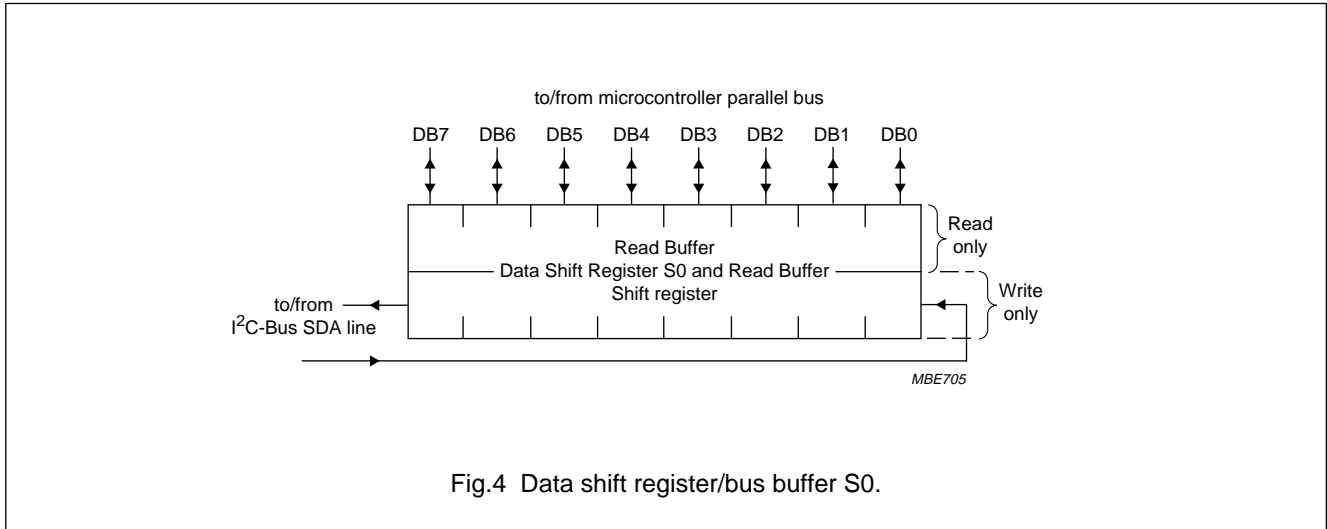 to/from microcontroller parallel bus
DB7 DB6 DB5 DB4 DB3 DB2 DB1 DB0
Read Buffer
Data Shift Register S0 and Read Buffer
Shift register
Read
only
Write
only
to/from
I²C-Bus SDA line
MBE705
Fig.4 Data shift register/bus buffer S0.